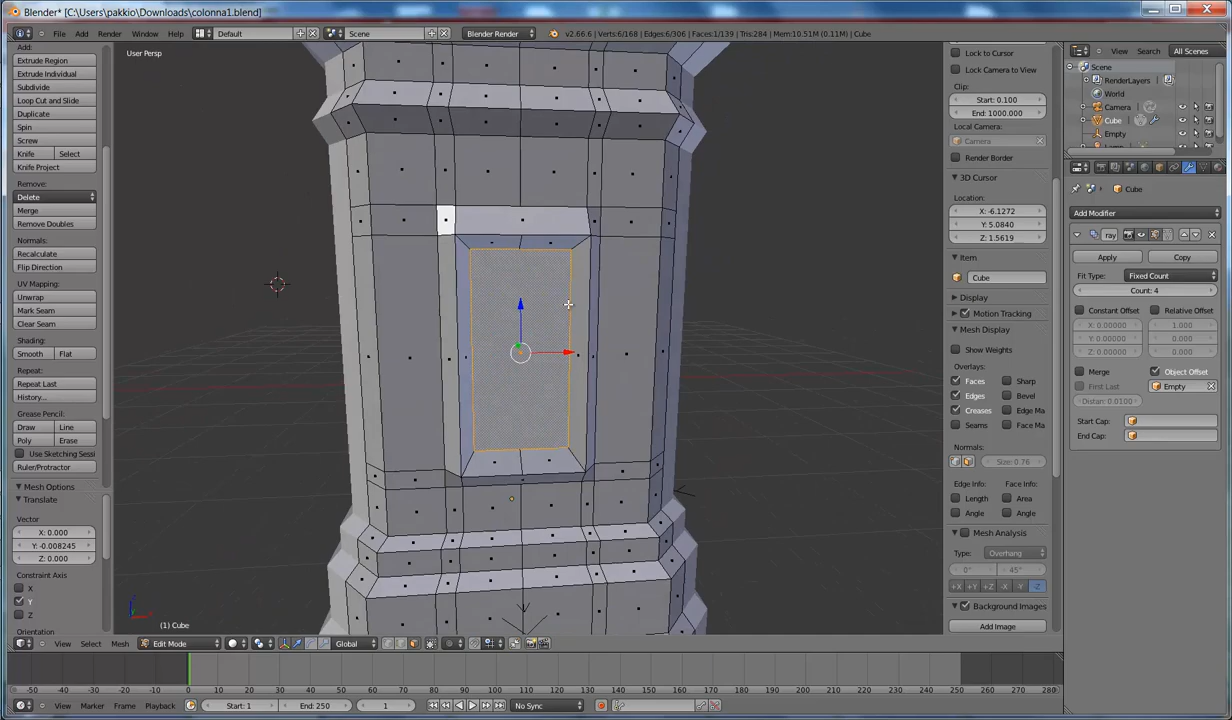 Blender* [C:\Users\pakkio\Downloads\colonna1.blend]
File Add Render Window Help Default Scene Blender Render v2.66.6 | Verts:6/168 | Edges:6/306 | Faces:1/139 | Tris:284 | Mem:10.51M (0.11M) | Cube
Add:
Extrude Region
Extrude Individual
Subdivide
Loop Cut and Slide
Duplicate
Spin
Screw
Knife Select
Knife Project
Remove:
Delete
Merge
Remove Doubles
Normals:
Recalculate
Flip Direction
UV Mapping:
Unwrap
Mark Seam
Clear Seam
Shading:
Smooth Flat
Repeat:
Repeat Last
History...
Grease Pencil:
Draw Line
Poly Erase
Use Sketching Sessi
Ruler/Protractor
Mesh Options
Translate
Vector
X: 0.000
Y: -0.008245
Z: 0.000
Constraint Axis
X
Y
Z
Orientation
User Persp
(1) Cube
View Select Mesh Edit Mode Global
Lock to Cursor
Lock Camera to View
Clip:
Start: 0.100
End: 1000.000
Local Camera:
Camera
Render Border
3D Cursor
Location:
X: -6.1272
Y: 5.0840
Z: 1.5619
Item
Cube
Display
Motion Tracking
Mesh Display
Show Weights
Overlays:
Faces Sharp
Edges Bevel
Creases Edge Ma
Seams Face Ma
Normals:
Size: 0.76
Edge Info: Face Info:
Length Area
Angle Angle
Mesh Analysis
Type: Overhang
0° 45°
+X +Y +Z -X -Y -Z
Background Images
Add Image
View Search All Scenes
Scene
RenderLayers
World
Camera
Cube
Empty
Cube
Add Modifier
ray
Apply Copy
Fit Type: Fixed Count
Count: 4
Constant Offset Relative Offset
X: 0.00000 1.000
Y: 0.00000 0.000
Z: 0.00000 0.000
Merge Object Offset
First Last Empty
Distan: 0.0100
Start Cap:
End Cap:
-50 -40 -30 -20 -10 0 10 20 30 40 50 60 70 80 90 100 110 120 130 140 150 160 170 180 190 200 210 220 230 240 250 260 270 280
View Marker Frame Playback Start: 1 End: 250 1 No Sync